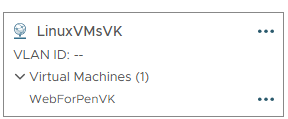 LinuxVMsVK
VLAN ID: --
Virtual Machines (1)
WebForPenVK